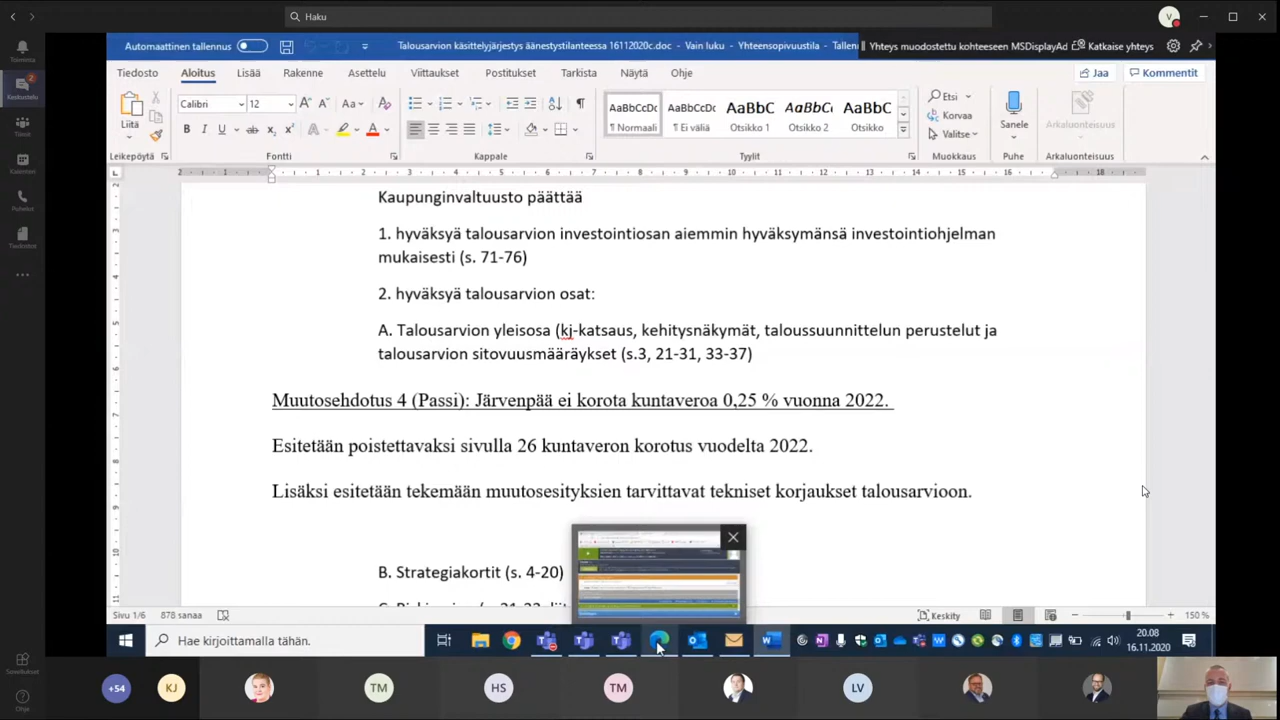 Haku
V
Automaattinen tallennus
Talousarvion käsittelyjärjestys äänestystilanteessa 16112020c.doc - Vain luku - Yhteensopivuustila - Tallen
Yhteys muodostettu kohteeseen MSDisplayAd
Katkaise yhteys
Tiedosto Aloitus Lisää Rakenne Asettelu Viittaukset Postitukset Tarkista Näytä Ohje
Jaa
Kommentit
Liitä
Calibri 12
AaBbCcDc AaBbCcDc AaBbC AaBbC AaBbC
¶ Normaali ¶ Ei väliä Otsikko 1 Otsikko 2 Otsikko
Etsi
Korvaa
Valitse
Sanele
Arkaluonteisuus
Leikepöytä Fontti Kappale Tyylit Muokkaus Puhe Arkaluonteisuus
Kaupunginvaltuusto päättää
1. hyväksyä talousarvion investointiosan aiemmin hyväksymänsä investointiohjelman
mukaisesti (s. 71-76)
2. hyväksyä talousarvion osat:
A. Talousarvion yleisosa (kj-katsaus, kehitysnäkymät, taloussuunnittelun perustelut ja
talousarvion sitovuusmääräykset (s.3, 21-31, 33-37)
Muutosehdotus 4 (Passi): Järvenpää ei korota kuntaveroa 0,25 % vuonna 2022.
Esitetään poistettavaksi sivulla 26 kuntaveron korotus vuodelta 2022.
Lisäksi esitetään tekemään muutosesityksien tarvittavat tekniset korjaukset talousarvioon.
B. Strategiakortit (s. 4-20)
Sivu 1/6 878 sanaa
Keskity
150 %
Hae kirjoittamalla tähän.
20.08
16.11.2020
+54 KJ TM HS TM LV